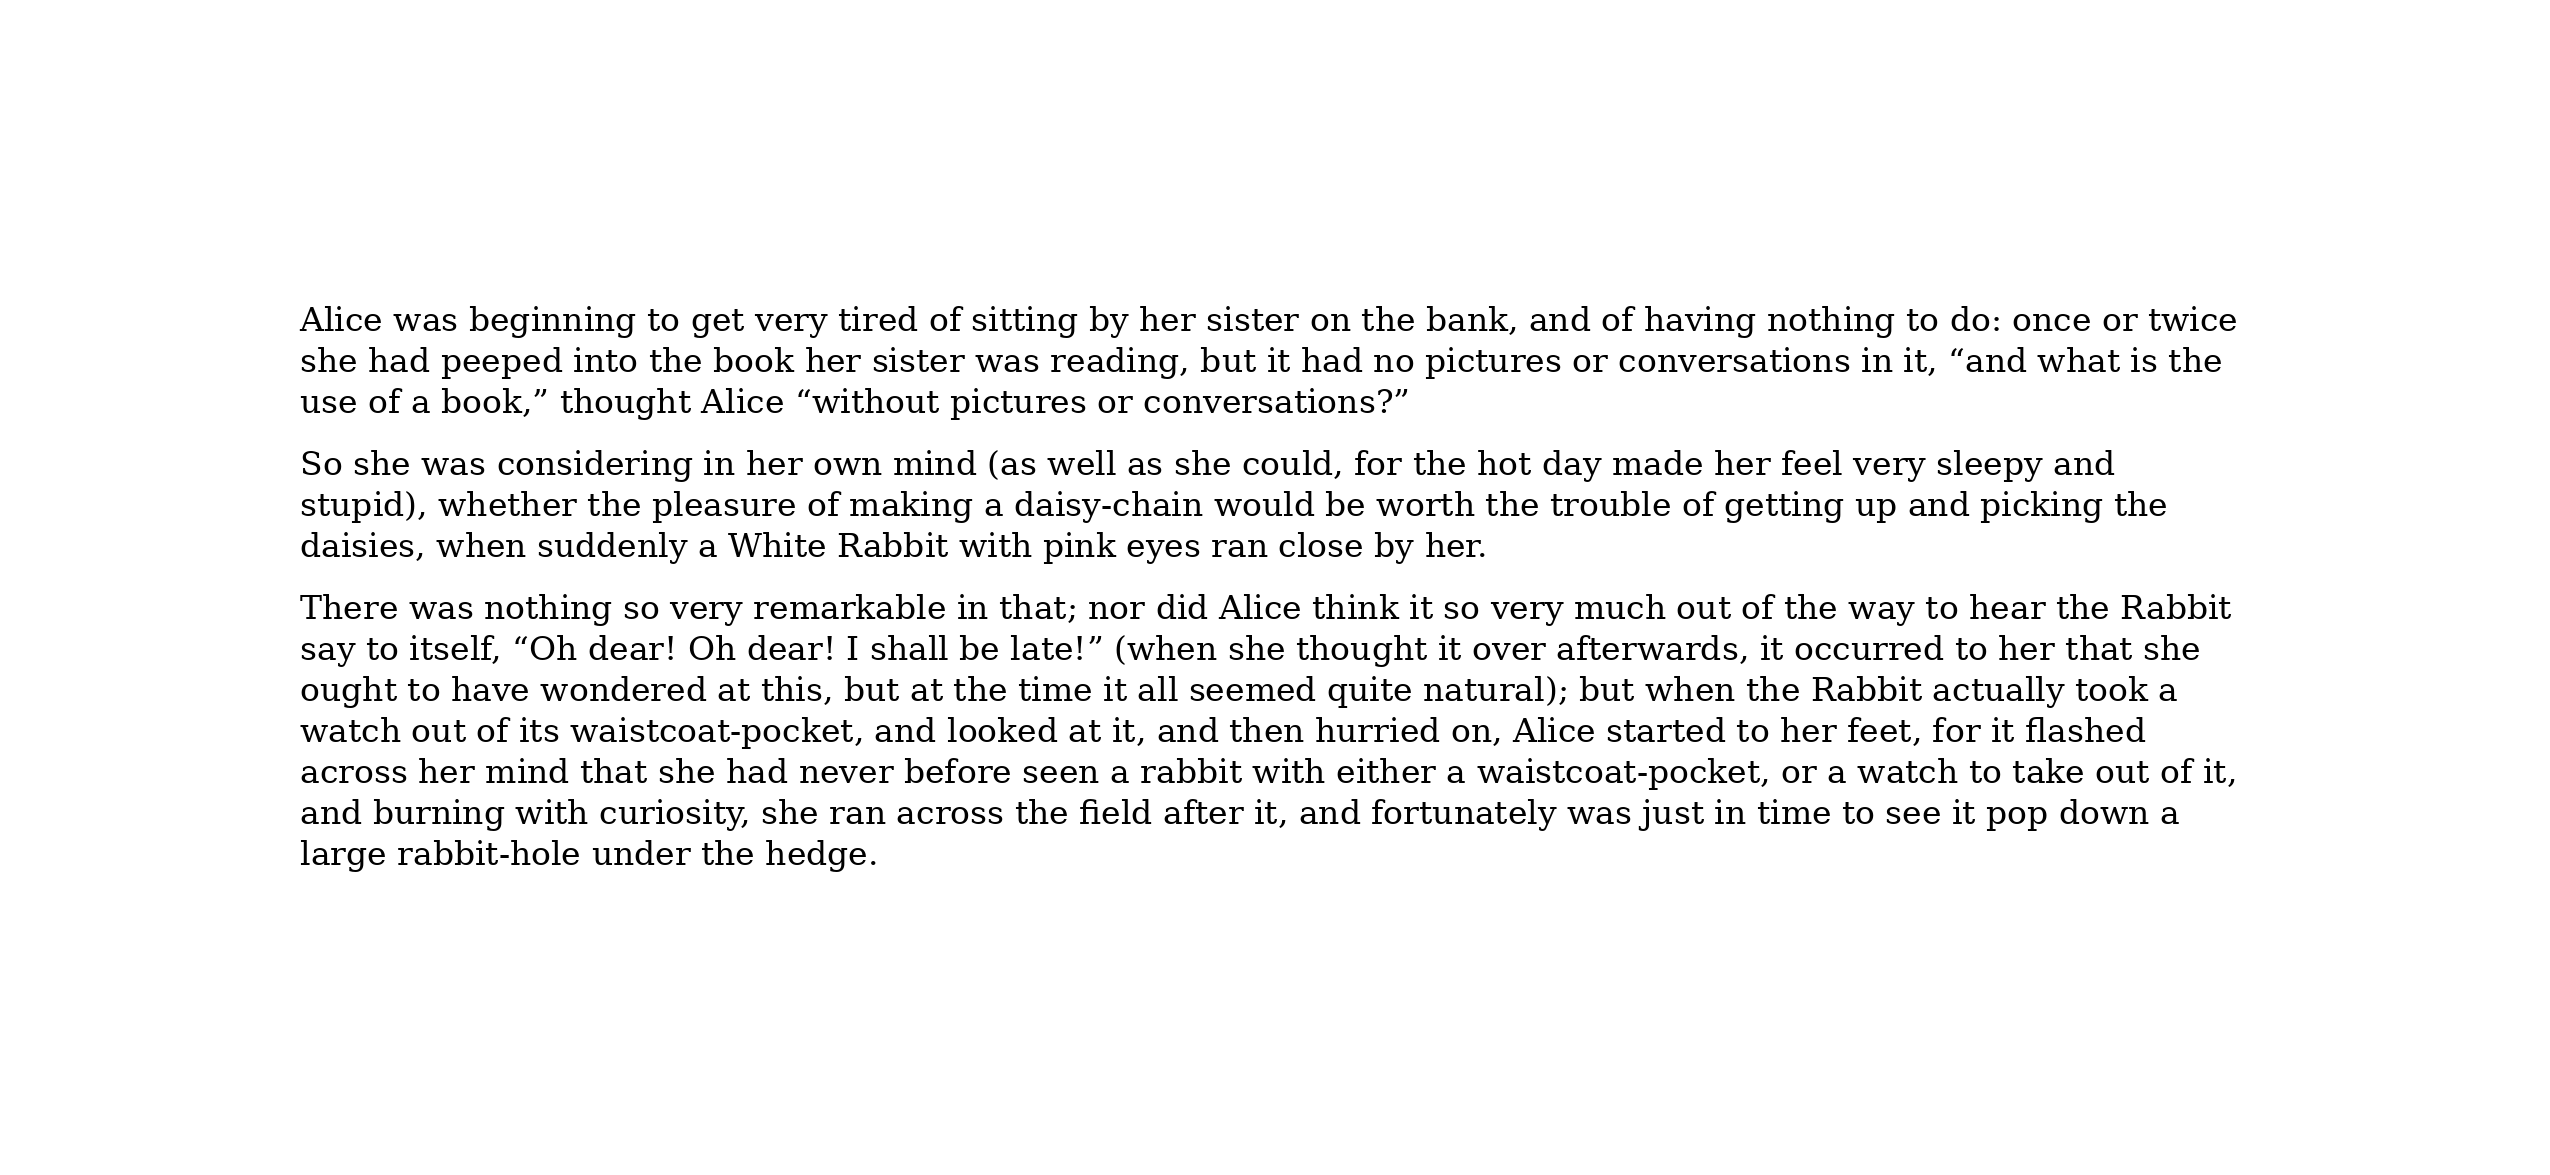 Alice was beginning to get very tired of sitting by her sister on the bank, and of having nothing to do: once or twice
she had peeped into the book her sister was reading, but it had no pictures or conversations in it, “and what is the
use of a book,” thought Alice “without pictures or conversations?”
So she was considering in her own mind (as well as she could, for the hot day made her feel very sleepy and
stupid), whether the pleasure of making a daisy-chain would be worth the trouble of getting up and picking the
daisies, when suddenly a White Rabbit with pink eyes ran close by her.
There was nothing so very remarkable in that; nor did Alice think it so very much out of the way to hear the Rabbit
say to itself, “Oh dear! Oh dear! I shall be late!” (when she thought it over afterwards, it occurred to her that she
ought to have wondered at this, but at the time it all seemed quite natural); but when the Rabbit actually took a
watch out of its waistcoat-pocket, and looked at it, and then hurried on, Alice started to her feet, for it flashed
across her mind that she had never before seen a rabbit with either a waistcoat-pocket, or a watch to take out of it,
and burning with curiosity, she ran across the field after it, and fortunately was just in time to see it pop down a
large rabbit-hole under the hedge.